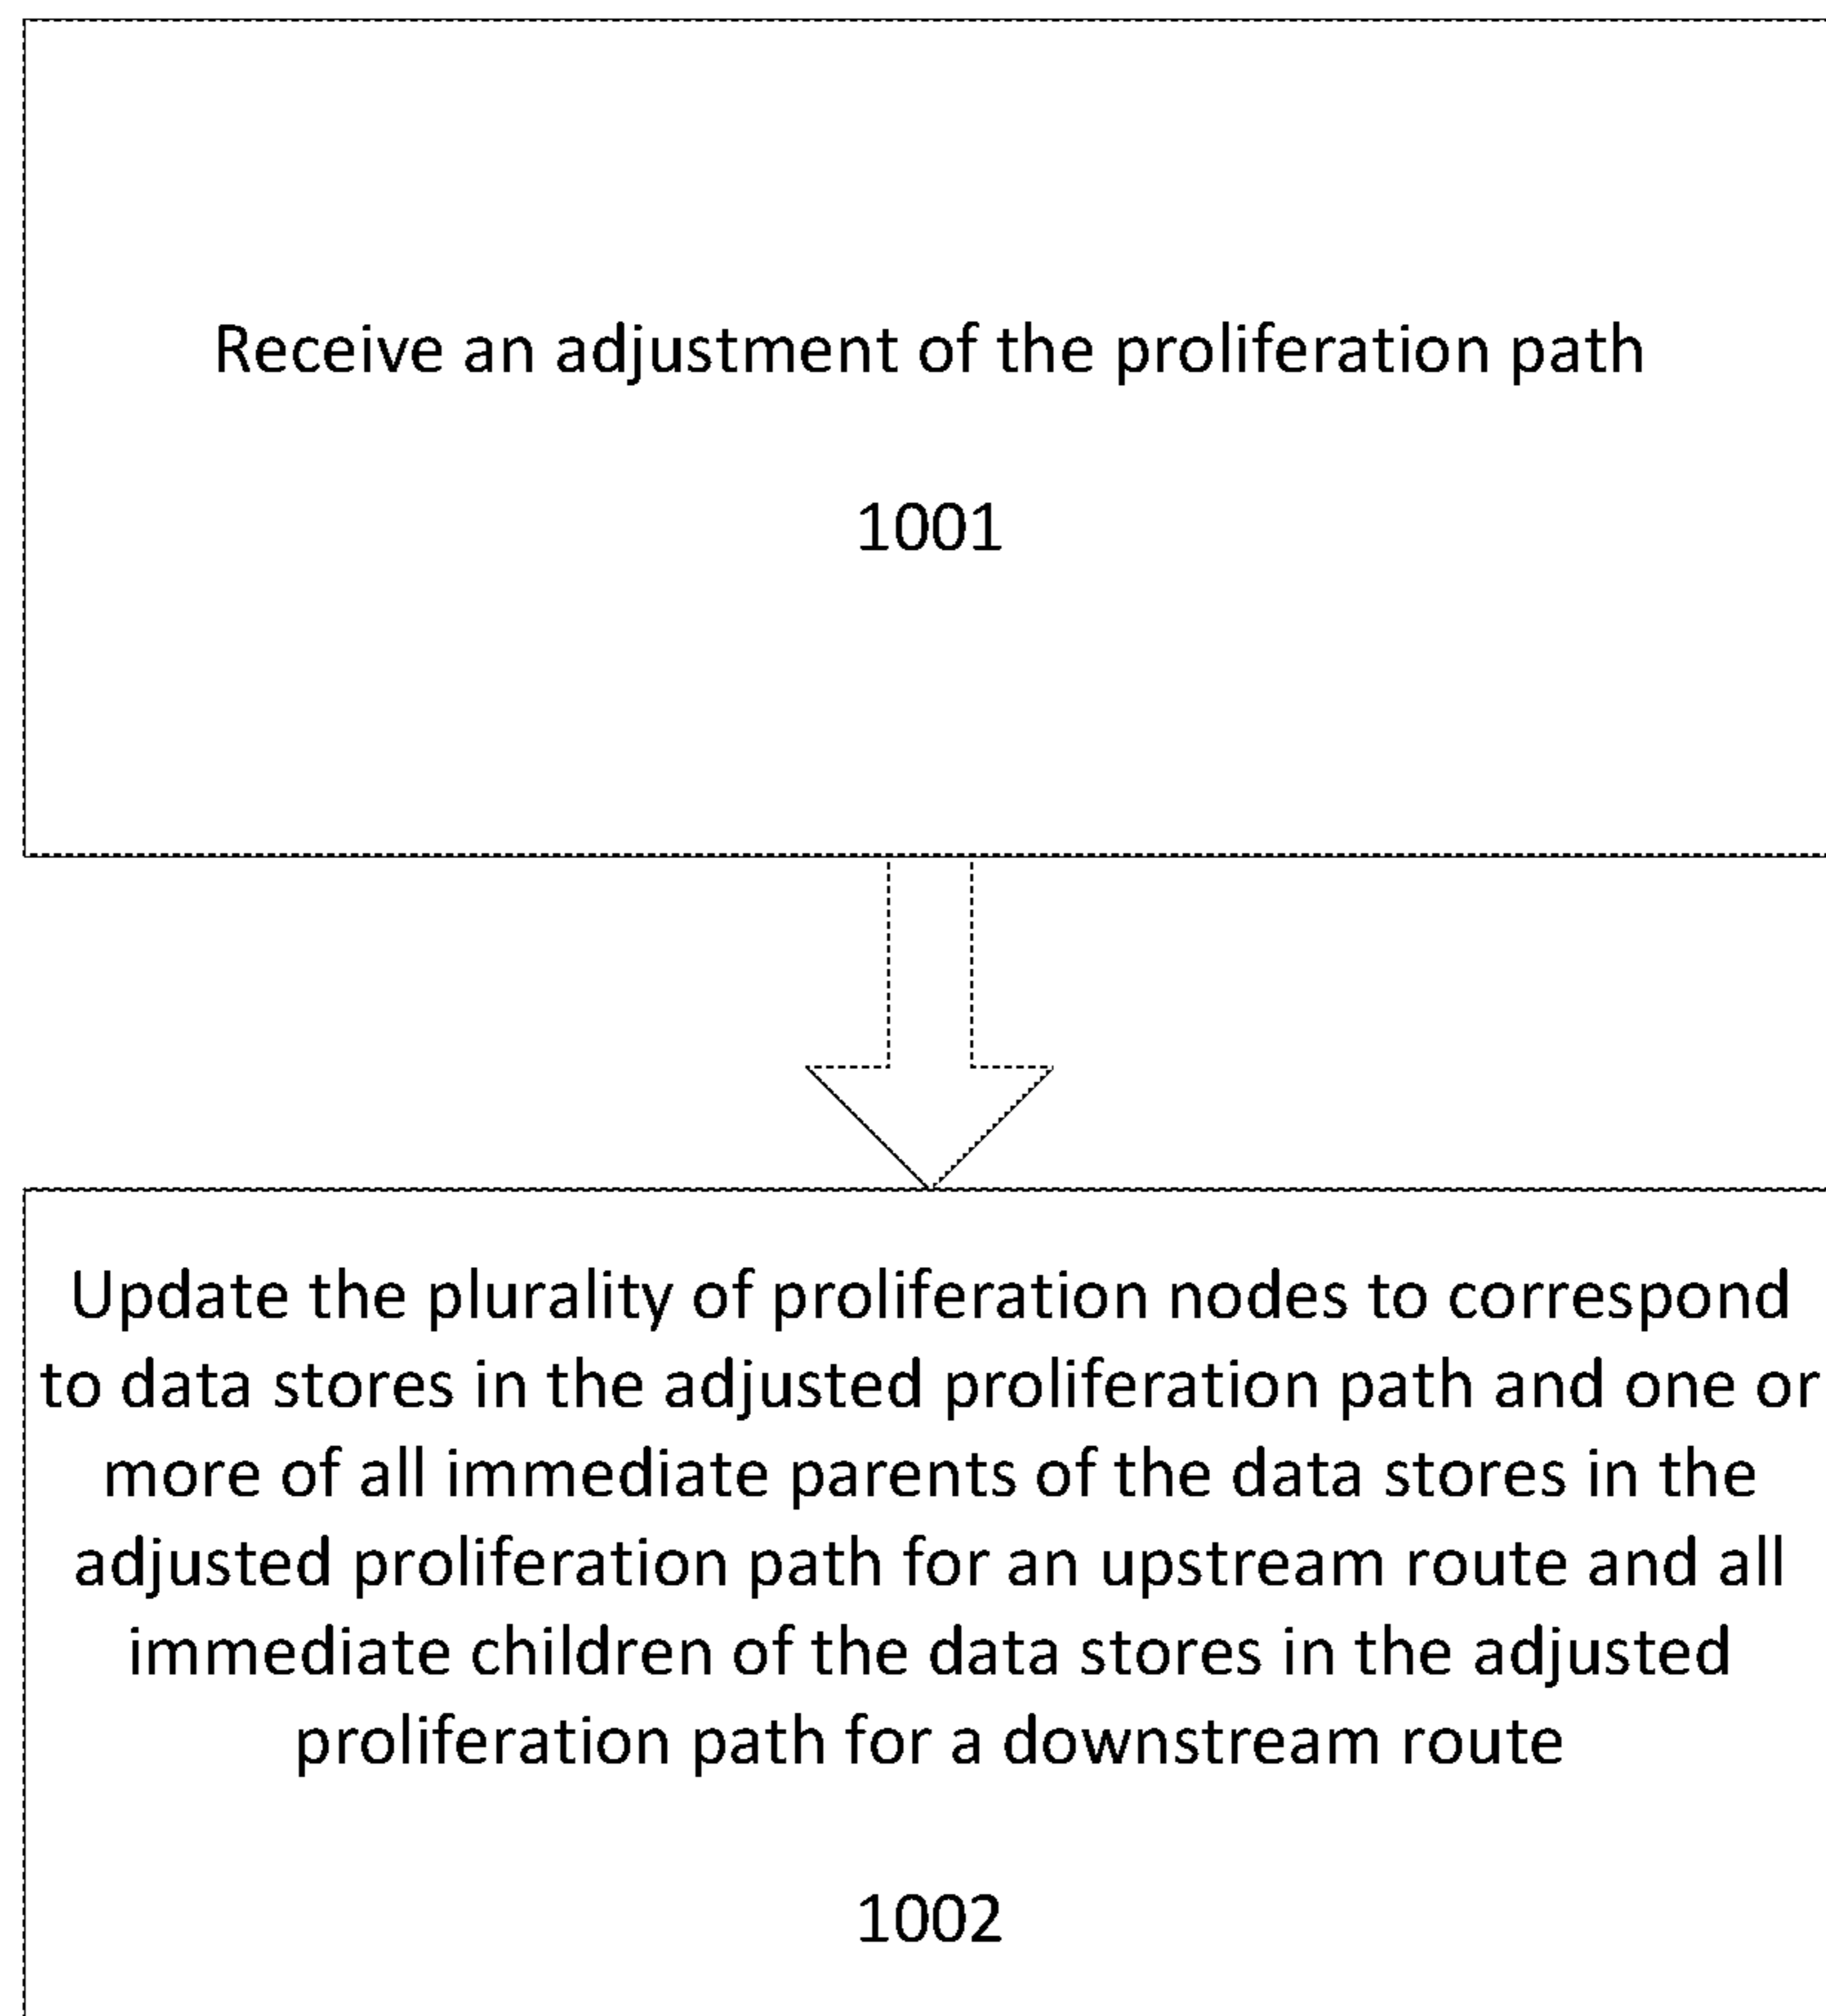 Receive an adjustment of the proliferation path
1001
Update the plurality of proliferation nodes to correspond
to data stores in the adjusted proliferation path and one or
more of all immediate parents of the data stores in the
adjusted proliferation path for an upstream route and all
immediate children of the data stores in the adjusted
proliferation path for a downstream route
1002